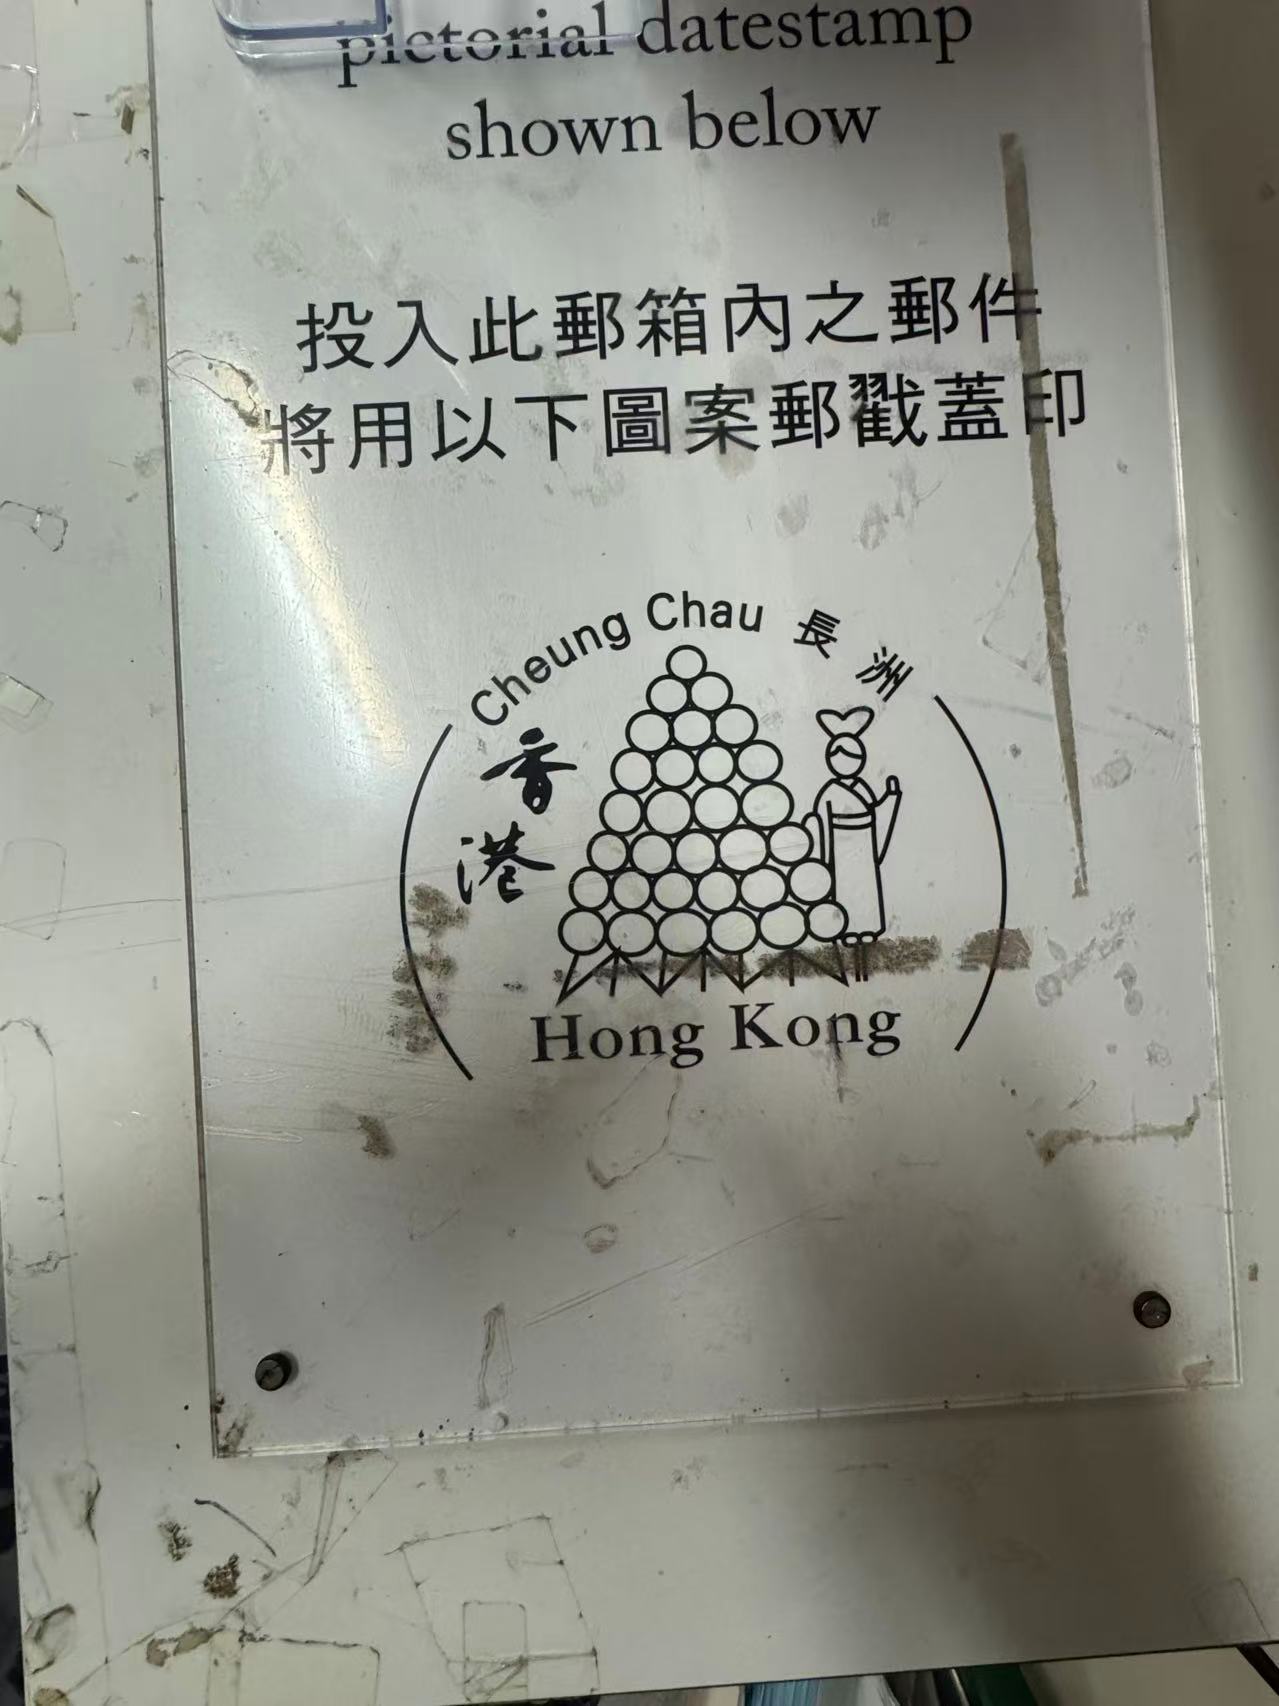 pictorial datestamp
shown below
投入此郵箱內之郵件
將用以下圖案郵戳蓋印
Cheung Chau 長洲
香港
Hong Kong